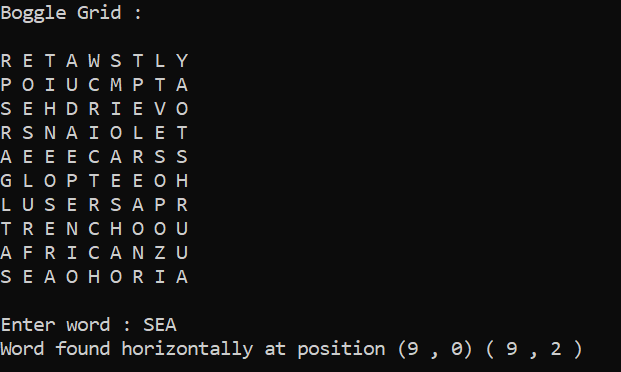 Boggle Grid :
R E T A W S T L Y
P O I U C M P T A
S E H D R I E V O
R S N A I O L E T
A E E E C A R S S
G L O P T E E O H
L U S E R S A P R
T R E N C H O O U
A F R I C A N Z U
S E A O H O R I A
Enter word : SEA
Word found horizontally at position (9 , 0) ( 9 , 2 )